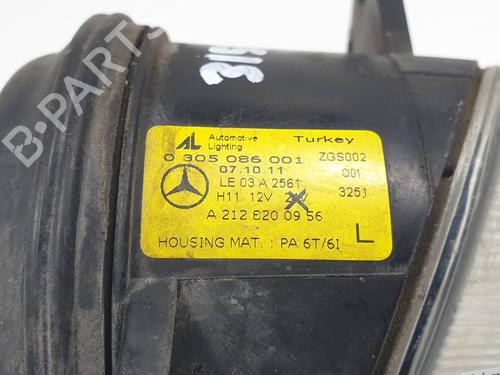 AL Automotive Lighting Turkey
0 305 086 001 ZGS002
07.10.11 001
LE 03 A 2561 3251
H11 12V
A 212 820 09 56
HOUSING MAT. : PA 6T/6I L
B-Parts